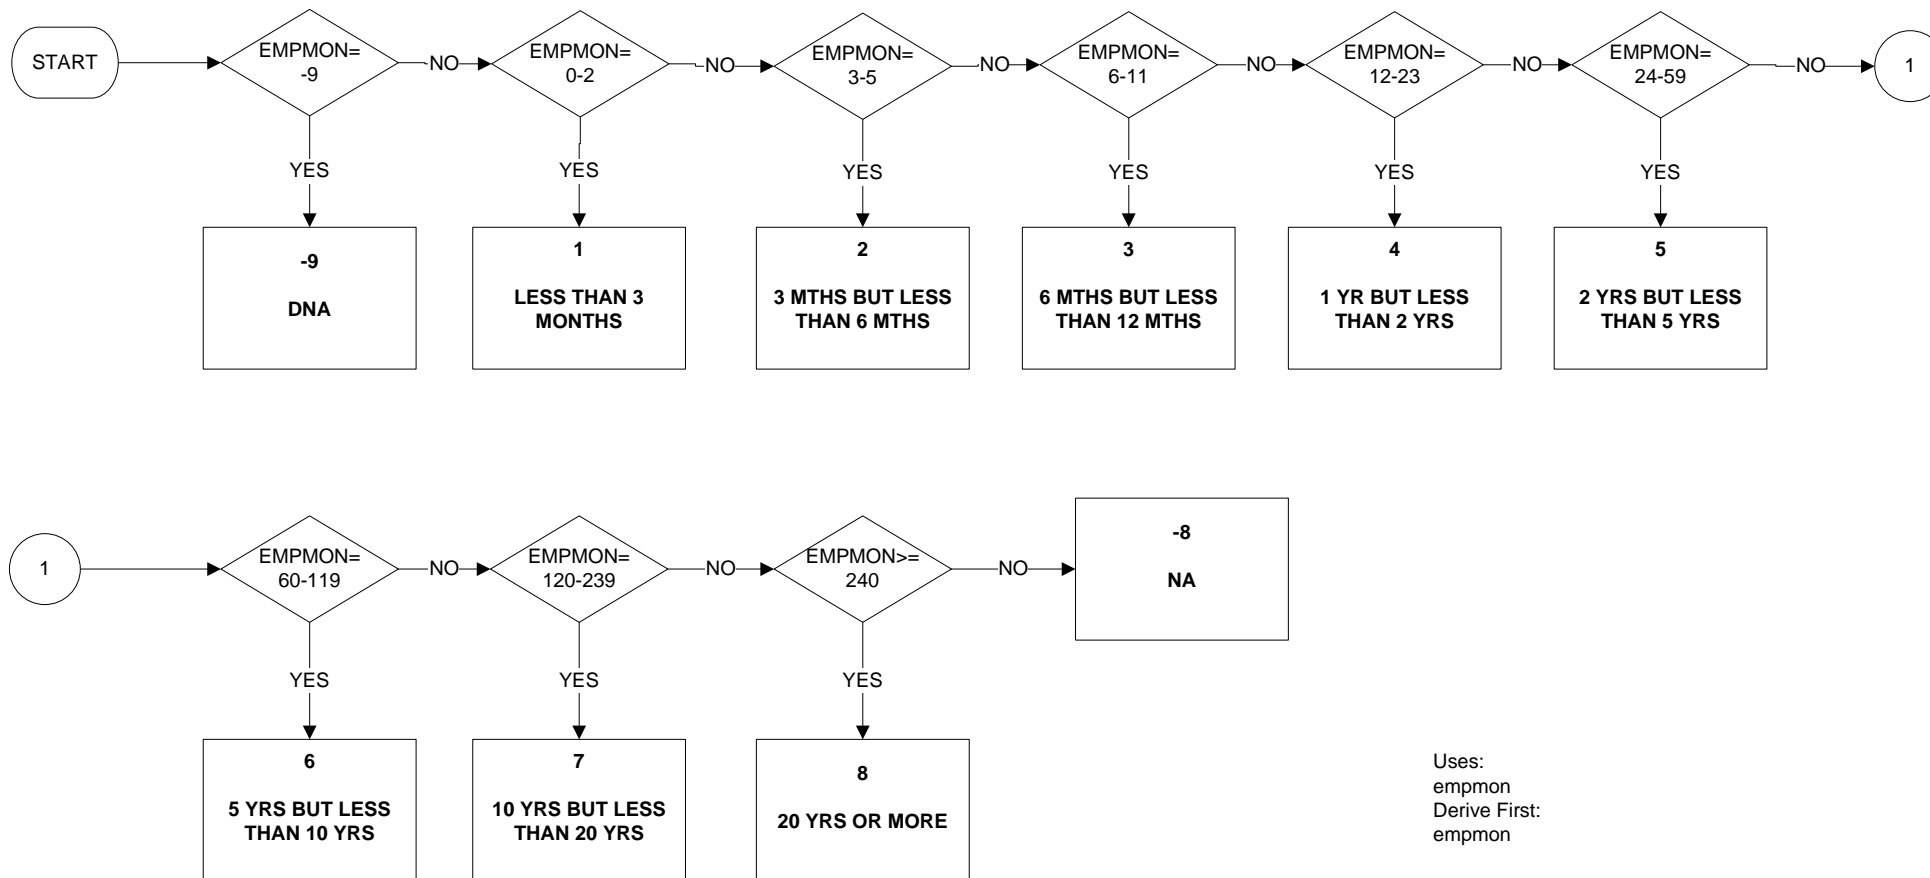 START
EMPMON=
-9
NO
EMPMON=
0-2
NO
EMPMON=
3-5
NO
EMPMON=
6-11
NO
EMPMON=
12-23
NO
EMPMON=
24-59
NO
1
YES
YES
YES
YES
YES
YES
-9
DNA
1
LESS THAN 3
MONTHS
2
3 MTHS BUT LESS
THAN 6 MTHS
3
6 MTHS BUT LESS
THAN 12 MTHS
4
1 YR BUT LESS
THAN 2 YRS
5
2 YRS BUT LESS
THAN 5 YRS
1
EMPMON=
60-119
NO
EMPMON=
120-239
NO
EMPMON>=
240
NO
-8
NA
YES
YES
YES
6
5 YRS BUT LESS
THAN 10 YRS
7
10 YRS BUT LESS
THAN 20 YRS
8
20 YRS OR MORE
Uses:
empmon
Derive First:
empmon